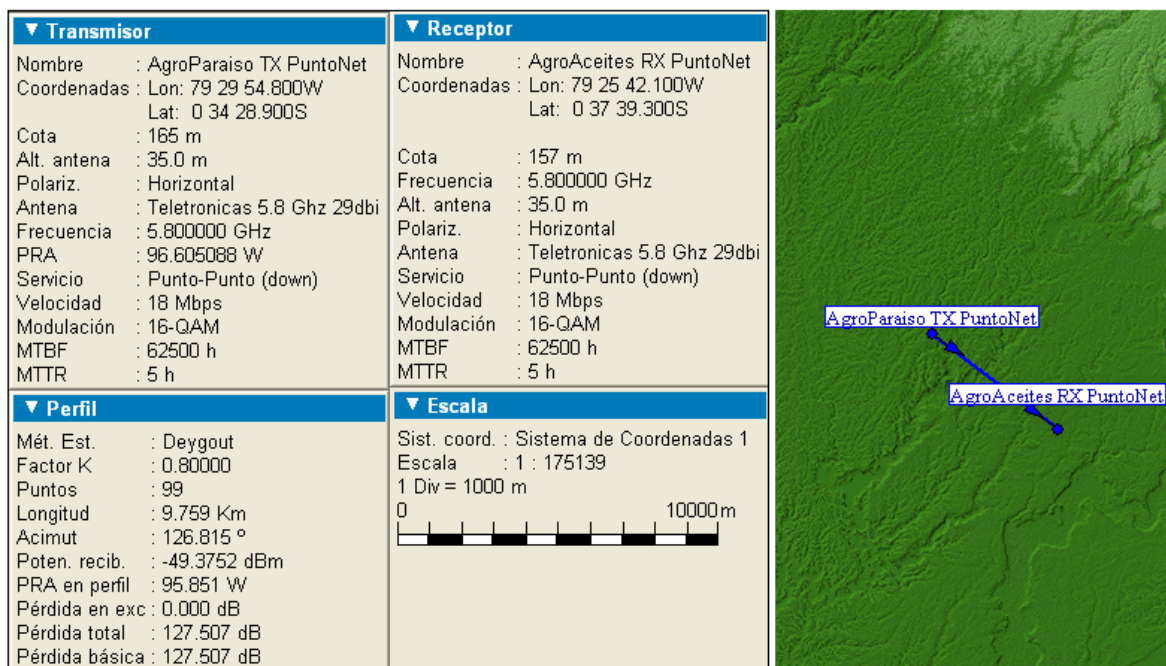 ▼ Transmisor
Nombre : AgroParaiso TX PuntoNet
Coordenadas : Lon: 79 29 54.800W
Lat: 0 34 28.900S
Cota : 165 m
Alt. antena : 35.0 m
Polariz. : Horizontal
Antena : Teletronicas 5.8 Ghz 29dbi
Frecuencia : 5.800000 GHz
PRA : 96.605088 W
Servicio : Punto-Punto (down)
Velocidad : 18 Mbps
Modulación : 16-QAM
MTBF : 62500 h
MTTR : 5 h
▼ Receptor
Nombre : AgroAceites RX PuntoNet
Coordenadas : Lon: 79 25 42.100W
Lat: 0 37 39.300S
Cota : 157 m
Frecuencia : 5.800000 GHz
Alt. antena : 35.0 m
Polariz. : Horizontal
Antena : Teletronicas 5.8 Ghz 29dbi
Servicio : Punto-Punto (down)
Velocidad : 18 Mbps
Modulación : 16-QAM
MTBF : 62500 h
MTTR : 5 h
▼ Perfil
Mét. Est. : Deygout
Factor K : 0.80000
Puntos : 99
Longitud : 9.759 Km
Acimut : 126.815 º
Poten. recib. : -49.3752 dBm
PRA en perfil : 95.851 W
Pérdida en exc : 0.000 dB
Pérdida total : 127.507 dB
Pérdida básica : 127.507 dB
▼ Escala
Sist. coord. : Sistema de Coordenadas 1
Escala : 1 : 175139
1 Div = 1000 m
0 10000m
AgroParaiso TX PuntoNet
AgroAceites RX PuntoNet